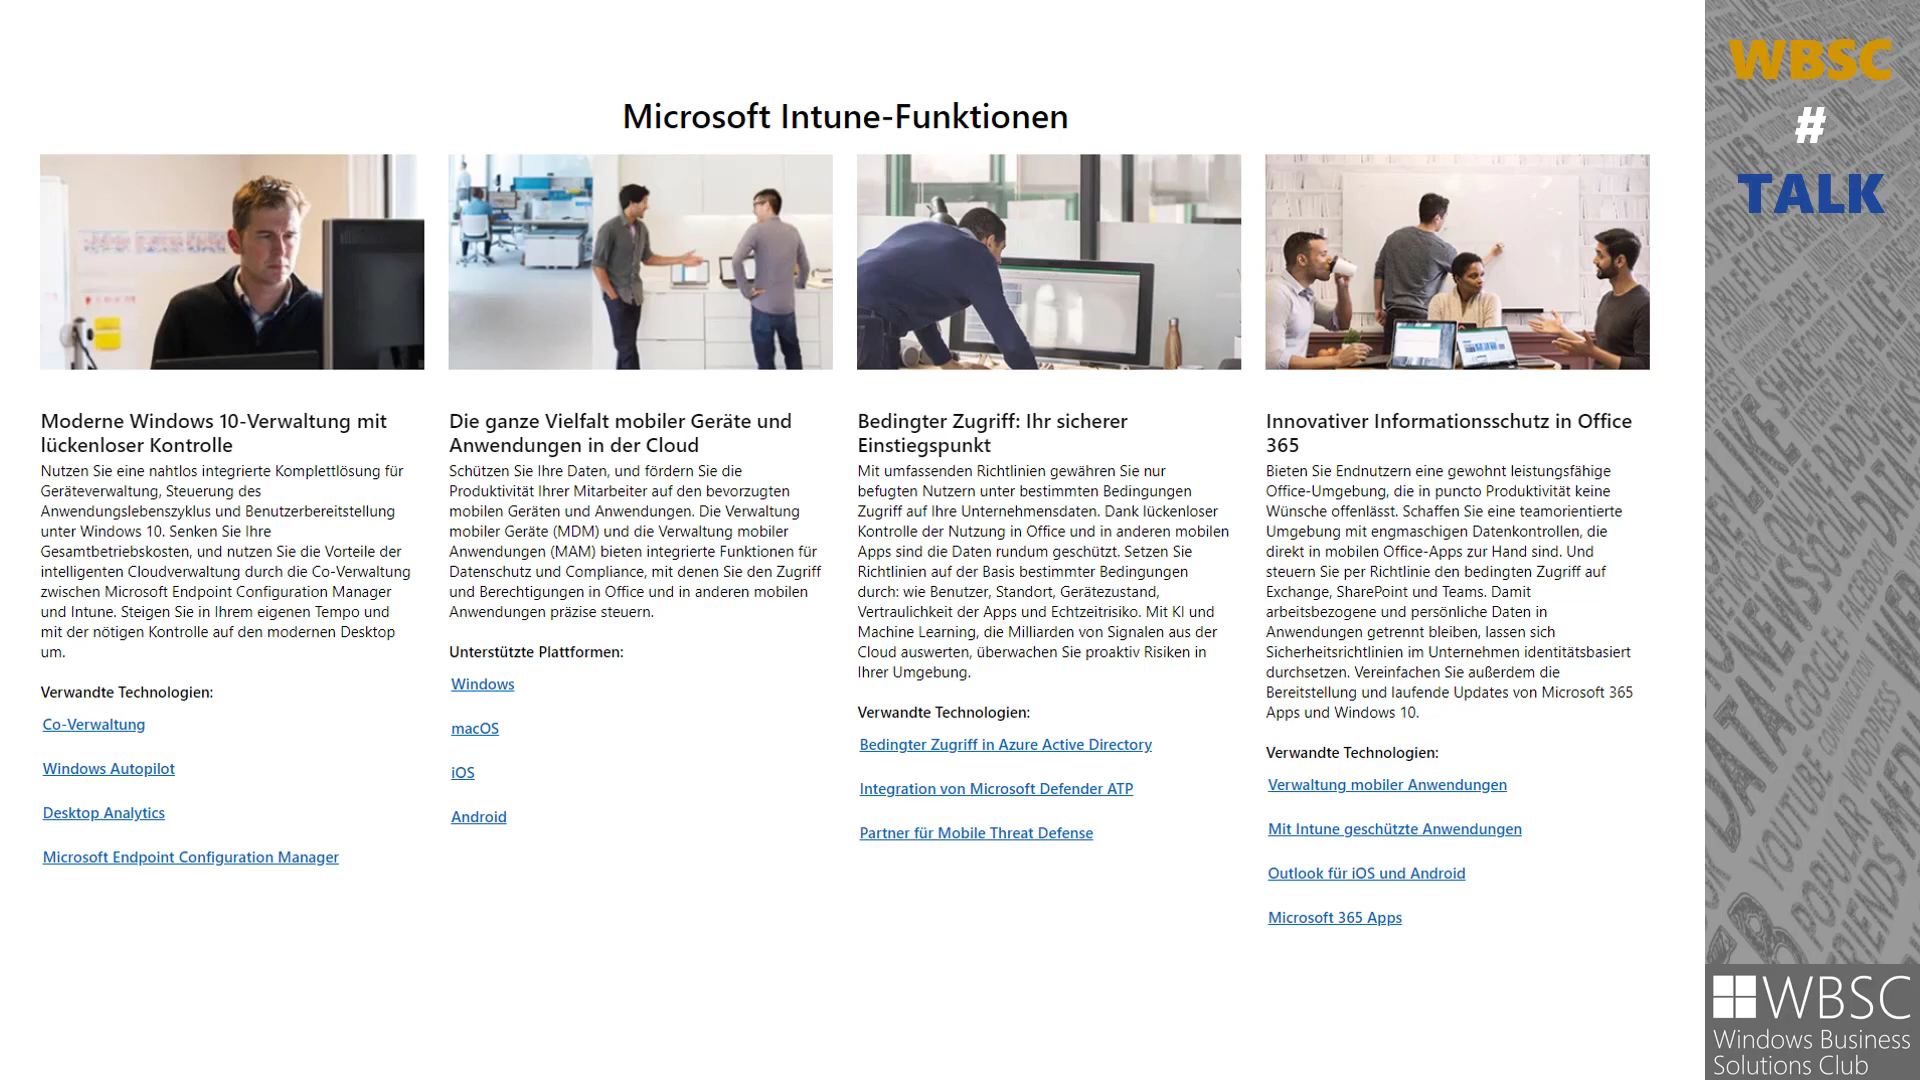 Microsoft Intune-Funktionen
Moderne Windows 10-Verwaltung mit
lückenloser Kontrolle
Nutzen Sie eine nahtlos integrierte Komplettlösung für
Geräteverwaltung, Steuerung des
Anwendungslebenszyklus und Benutzerbereitstellung
unter Windows 10. Senken Sie Ihre
Gesamtbetriebskosten, und nutzen Sie die Vorteile der
intelligenten Cloudverwaltung durch die Co-Verwaltung
zwischen Microsoft Endpoint Configuration Manager
und Intune. Steigen Sie in Ihrem eigenen Tempo und
mit der nötigen Kontrolle auf den modernen Desktop
um.
Verwandte Technologien:
Co-Verwaltung
Windows Autopilot
Desktop Analytics
Microsoft Endpoint Configuration Manager
Die ganze Vielfalt mobiler Geräte und
Anwendungen in der Cloud
Schützen Sie Ihre Daten, und fördern Sie die
Produktivität Ihrer Mitarbeiter auf den bevorzugten
mobilen Geräten und Anwendungen. Die Verwaltung
mobiler Geräte (MDM) und die Verwaltung mobiler
Anwendungen (MAM) bieten integrierte Funktionen für
Datenschutz und Compliance, mit denen Sie den Zugriff
und Berechtigungen in Office und in anderen mobilen
Anwendungen präzise steuern.
Unterstützte Plattformen:
Windows
macOS
iOS
Android
Bedingter Zugriff: Ihr sicherer
Einstiegspunkt
Mit umfassenden Richtlinien gewähren Sie nur
befugten Nutzern unter bestimmten Bedingungen
Zugriff auf Ihre Unternehmensdaten. Dank lückenloser
Kontrolle der Nutzung in Office und in anderen mobilen
Apps sind die Daten rundum geschützt. Setzen Sie
Richtlinien auf der Basis bestimmter Bedingungen
durch: wie Benutzer, Standort, Gerätezustand,
Vertraulichkeit der Apps und Echtzeitrisiko. Mit KI und
Machine Learning, die Milliarden von Signalen aus der
Cloud auswerten, überwachen Sie proaktiv Risiken in
Ihrer Umgebung.
Verwandte Technologien:
Bedingter Zugriff in Azure Active Directory
Integration von Microsoft Defender ATP
Partner für Mobile Threat Defense
Innovativer Informationsschutz in Office
365
Bieten Sie Endnutzern eine gewohnt leistungsfähige
Office-Umgebung, die in puncto Produktivität keine
Wünsche offenlässt. Schaffen Sie eine teamorientierte
Umgebung mit engmaschigen Datenkontrollen, die
direkt in mobilen Office-Apps zur Hand sind. Und
steuern Sie per Richtlinie den bedingten Zugriff auf
Exchange, SharePoint und Teams. Damit
arbeitsbezogene und persönliche Daten in
Anwendungen getrennt bleiben, lassen sich
Sicherheitsrichtlinien im Unternehmen identitätsbasiert
durchsetzen. Vereinfachen Sie außerdem die
Bereitstellung und laufende Updates von Microsoft 365
Apps und Windows 10.
Verwandte Technologien:
Verwaltung mobiler Anwendungen
Mit Intune geschützte Anwendungen
Outlook für iOS und Android
Microsoft 365 Apps
WBSC
#
TALK
WBSC
Windows Business
Solutions Club